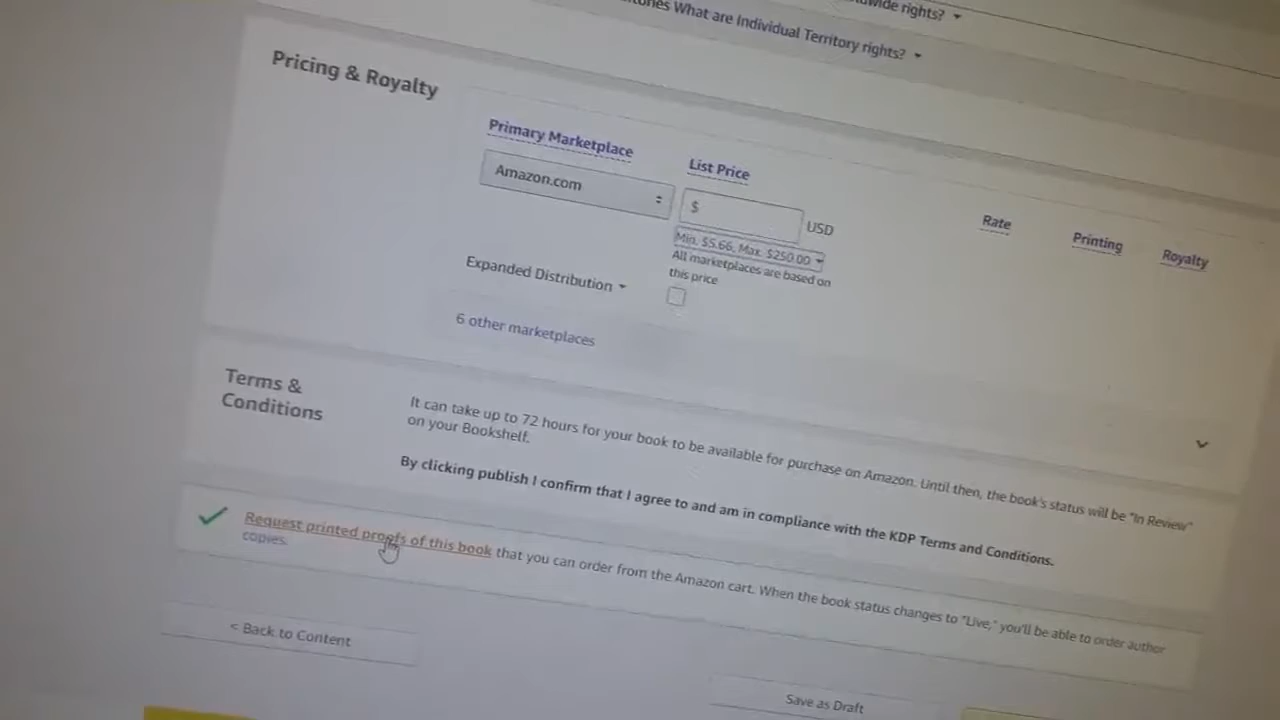 wide rights?
What are Individual Territory rights?
Pricing & Royalty
Primary Marketplace
List Price
Rate
Printing
Royalty
Amazon.com
$
USD
Min. $5.66, Max. $250.00
All marketplaces are based on
this price
Expanded Distribution
6 other marketplaces
Terms &
Conditions
It can take up to 72 hours for your book to be available for purchase on Amazon. Until then, the book's status will be "In Review"
on your Bookshelf.
By clicking publish I confirm that I agree to and am in compliance with the KDP Terms and Conditions.
Request printed proofs of this book that you can order from the Amazon cart. When the book status changes to "Live," you'll be able to order author
copies.
< Back to Content
Save as Draft